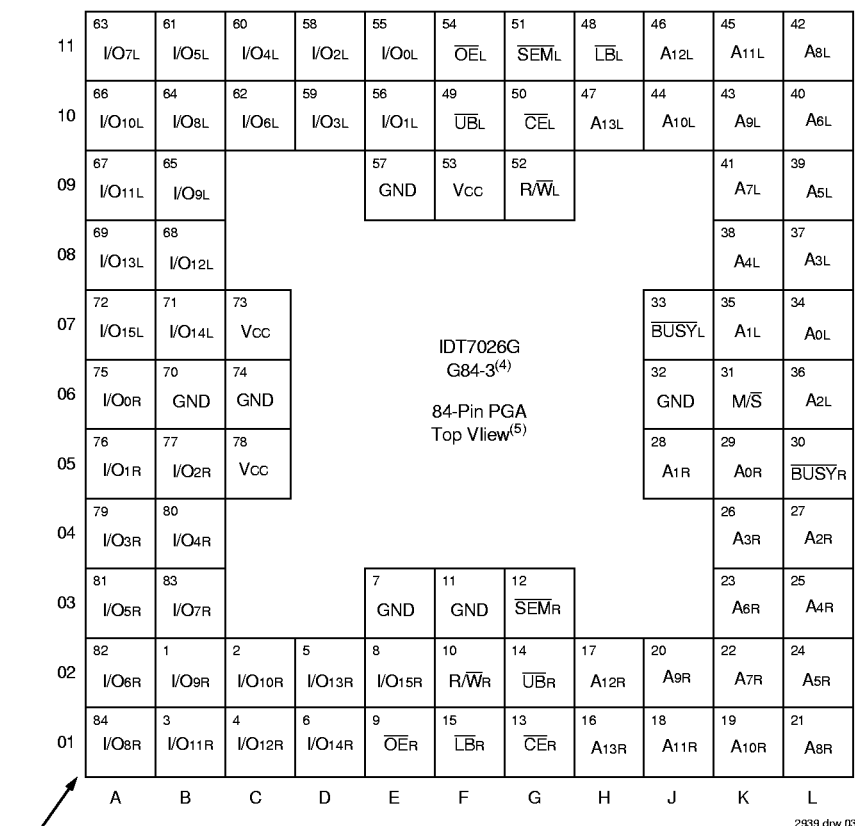 63 61 60 58 55 54 51 48 46 45 42
11 I/O7L I/O5L I/O4L I/O2L I/O0L OEL SEML LBL A12L A11L A8L
66 64 62 59 56 49 50 47 44 43 40
10 I/O10L I/O8L I/O6L I/O3L I/O1L UBL CEL A13L A10L A9L A6L
67 65 57 53 52 41 39
09 I/O11L I/O9L GND VCC R/WL A7L A5L
69 68 38 37
08 I/O13L I/O12L A4L A3L
72 71 73 33 35 34
07 I/O15L I/O14L VCC BUSYL A1L A0L
IDT7026G
G84-3(4)
75 70 74 32 31 36
06 I/O0R GND GND GND M/S A2L
84-Pin PGA
Top VIiew(5)
76 77 78 28 29 30
05 I/O1R I/O2R VCC A1R A0R BUSYR
79 80 26 27
04 I/O3R I/O4R A3R A2R
81 83 7 11 12 23 25
03 I/O5R I/O7R GND GND SEMR A6R A4R
82 1 2 5 8 10 14 17 20 22 24
02 I/O6R I/O9R I/O10R I/O13R I/O15R R/WR UBR A12R A9R A7R A5R
84 3 4 6 9 15 13 16 18 19 21
01 I/O8R I/O11R I/O12R I/O14R OER LBR CER A13R A11R A10R A8R
A B C D E F G H J K L
2939 drw 03